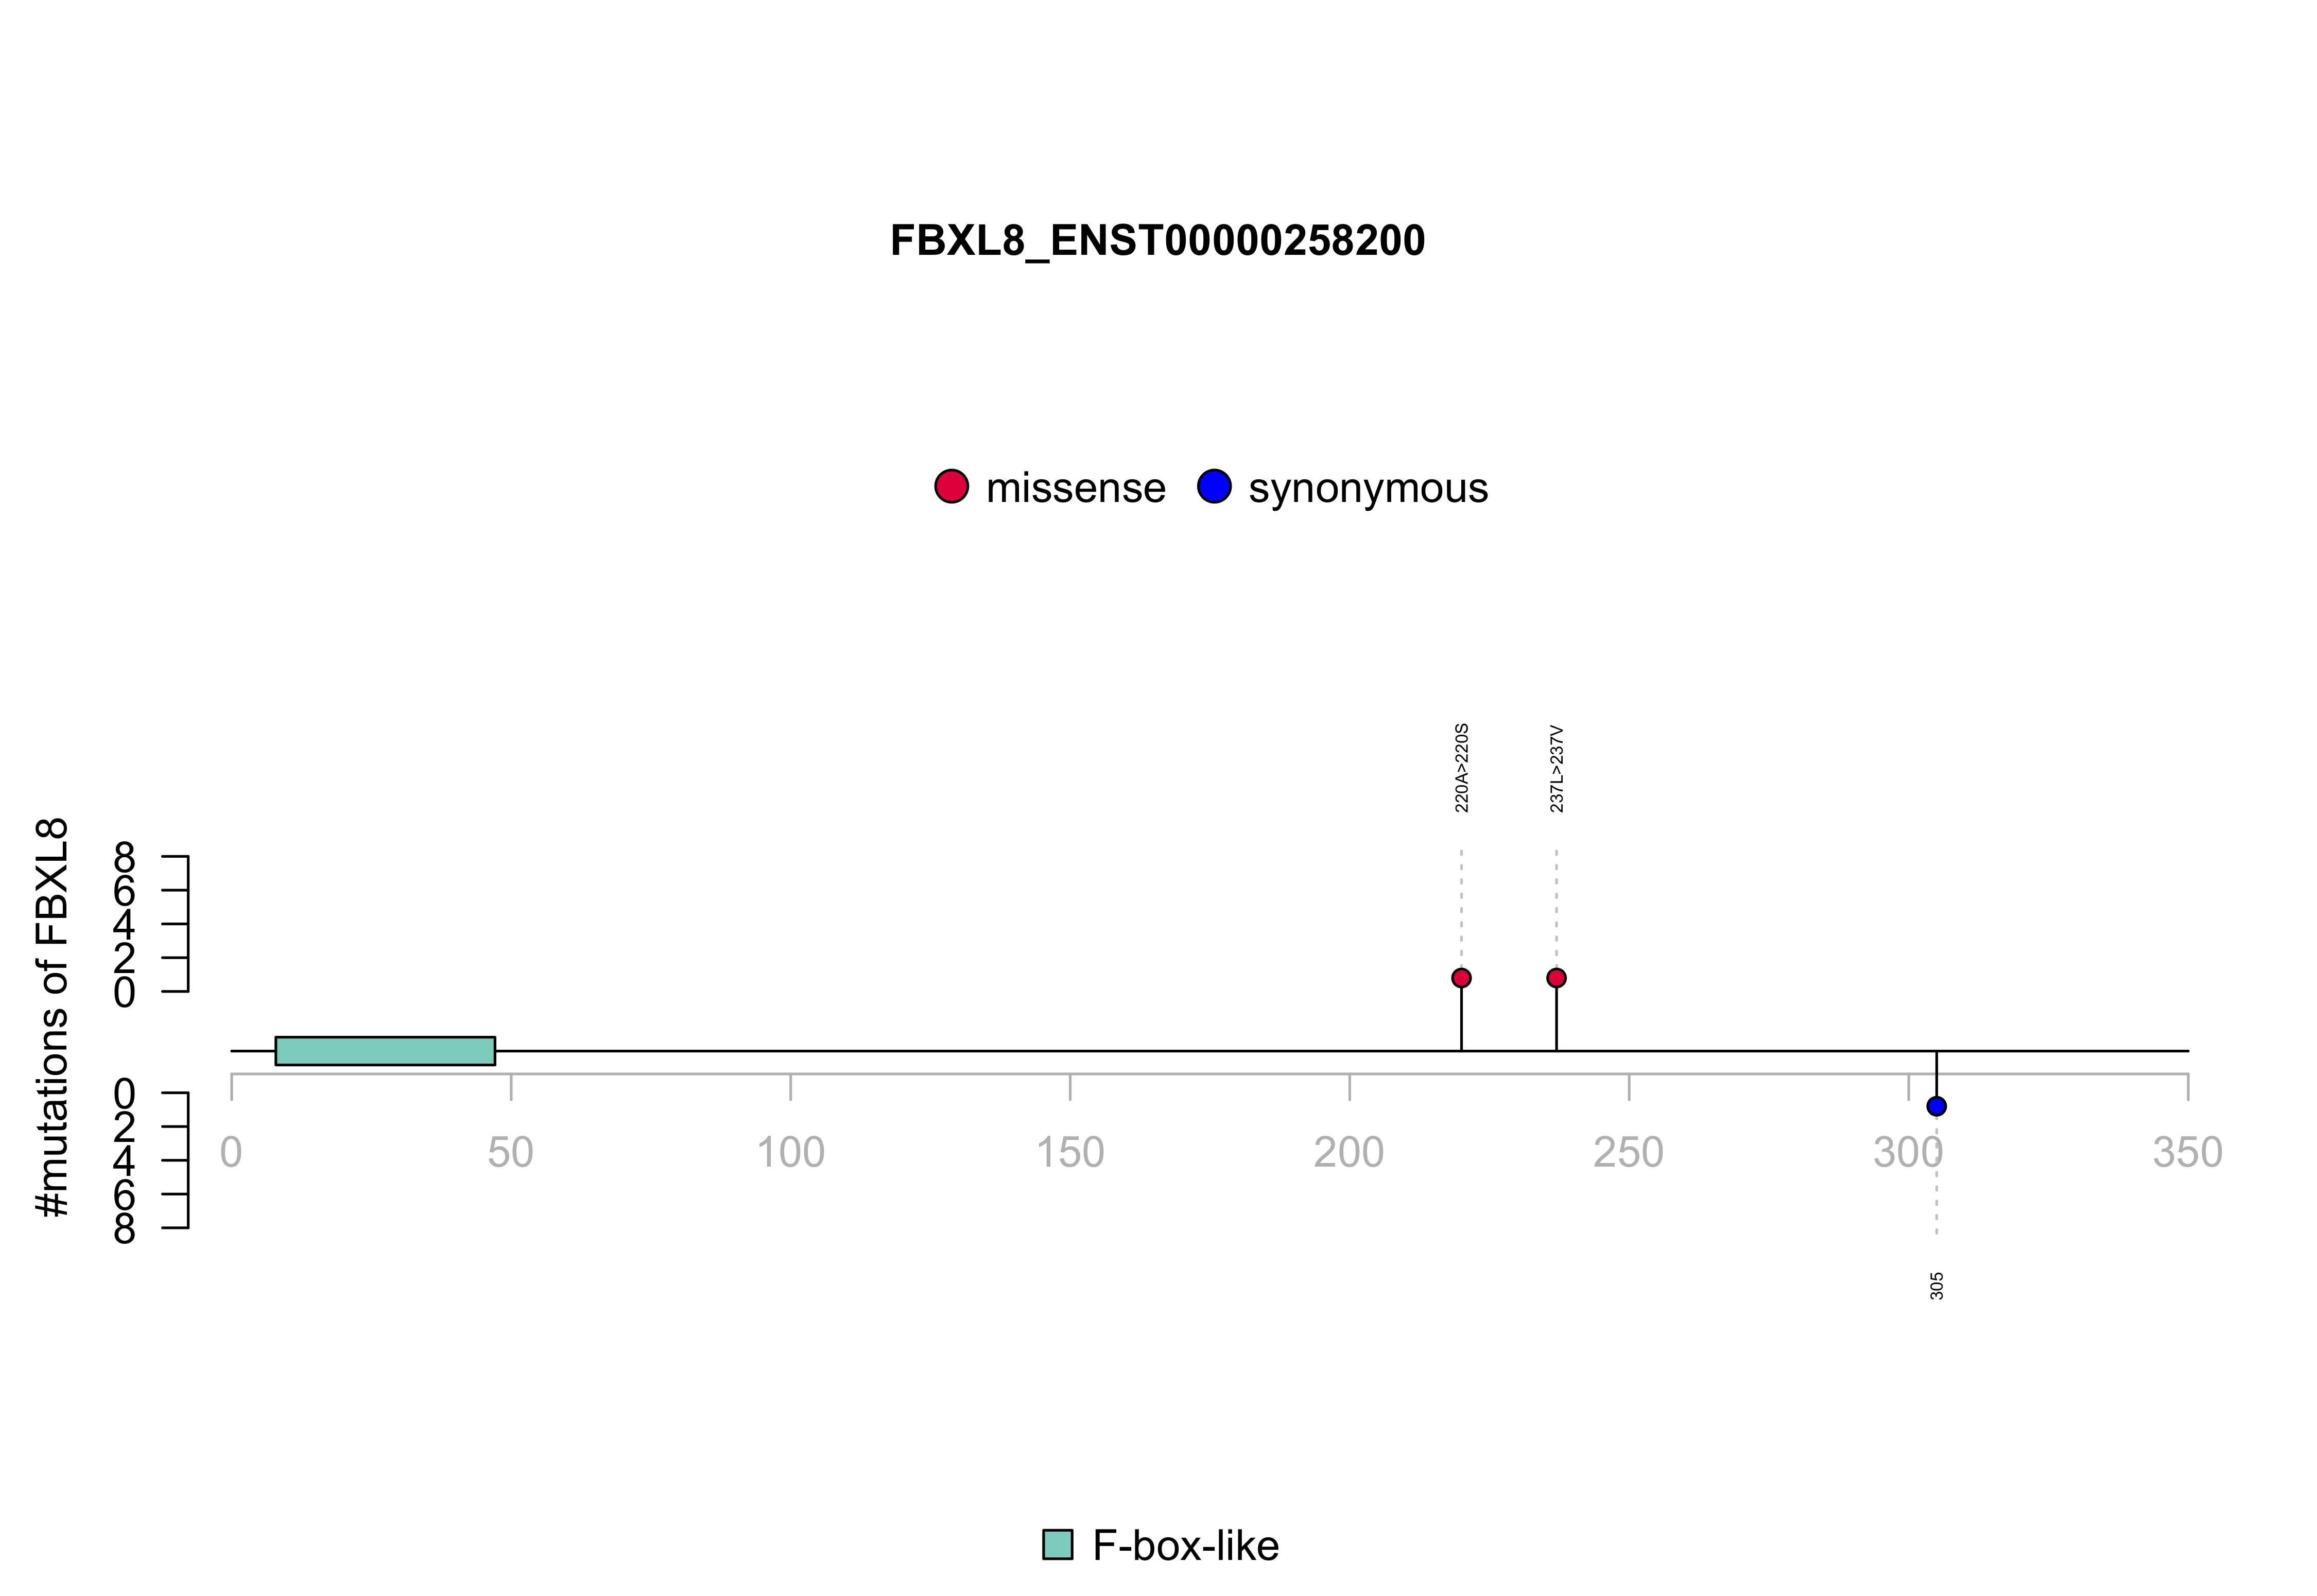 FBXL8_ENST00000258200
missense synonymous
220A>220S
237L>237V
#mutations of FBXL8
8
6
4
2
0
0
2
4
6
8
0 50 100 150 200 250 300 350
305
F-box-like